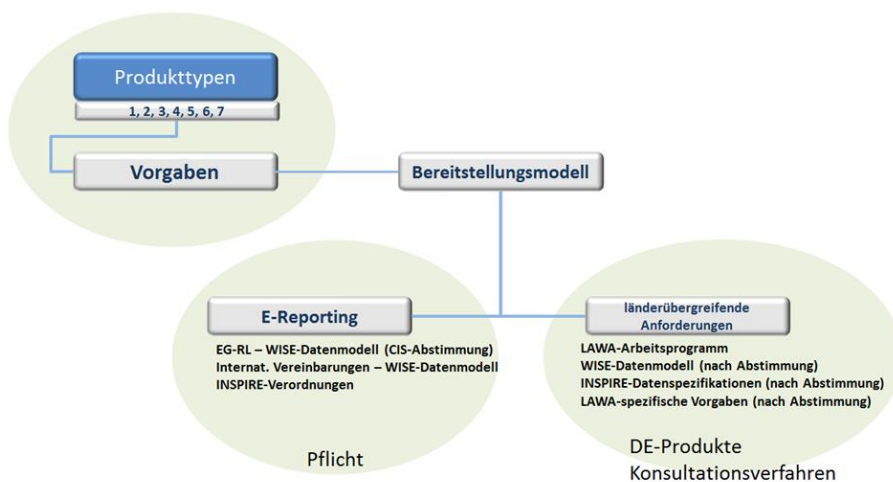 Produkttypen
1, 2, 3, 4, 5, 6, 7
Vorgaben
Bereitstellungsmodell
E-Reporting
EG-RL – WISE-Datenmodell (CIS-Abstimmung)
Internat. Vereinbarungen – WISE-Datenmodell
INSPIRE-Verordnungen
Pflicht
länderübergreifende
Anforderungen
LAWA-Arbeitsprogramm
WISE-Datenmodell (nach Abstimmung)
INSPIRE-Datenspezifikationen (nach Abstimmung)
LAWA-spezifische Vorgaben (nach Abstimmung)
DE-Produkte
Konsultationsverfahren